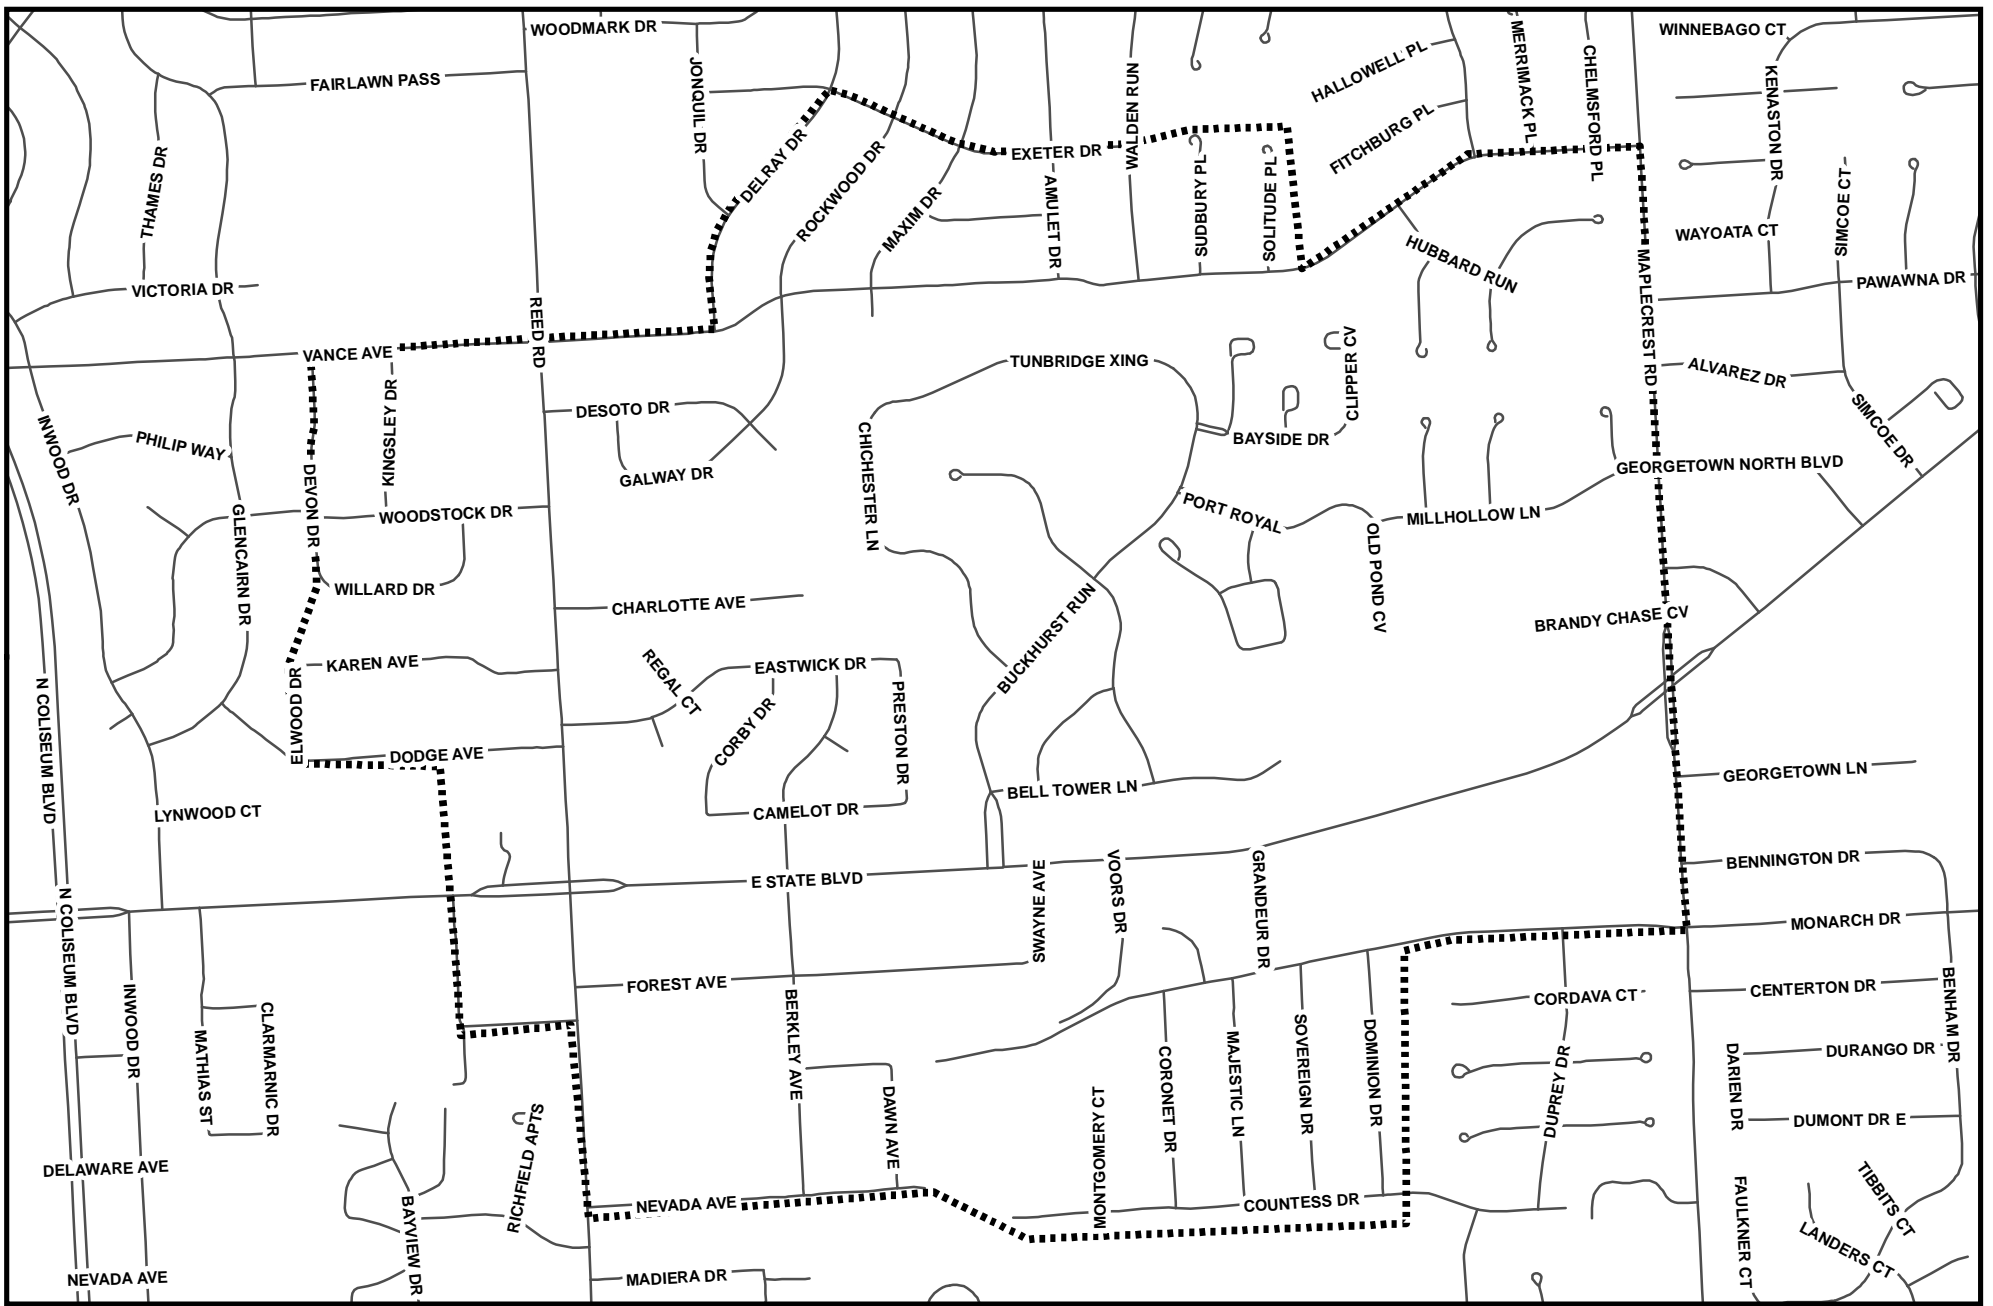 WOODMARK DR
WINNEBAGO CT
FAIRLAWN PASS
JONQUIL DR
WALDEN RUN
HALLOWELL PL
MERRIMACK PL
CHELMSFORD PL
KENASTON DR
THAMES DR
DELRAY DR
ROCKWOOD DR
EXETER DR
FITCHBURG PL
MAXIM DR
AMULET DR
SUDBURY PL
SOLITUDE PL
SIMCOE CT
WAYOATA CT
HUBBARD RUN
MAPLECREST RD
PAWAWNA DR
VICTORIA DR
REED RD
VANCE AVE
TUNBRIDGE XING
CLIPPER CV
ALVAREZ DR
INWOOD DR
PHILIP WAY
KINGSLEY DR
DESOTO DR
CHICHESTER LN
BAYSIDE DR
SIMCOE DR
GALWAY DR
GEORGETOWN NORTH BLVD
DEVON DR
GLENCAIRN DR
WOODSTOCK DR
PORT ROYAL
OLD POND CV
MILLHOLLOW LN
WILLARD DR
CHARLOTTE AVE
BUCKHURST RUN
BRANDY CHASE CV
KAREN AVE
REGAL CT
EASTWICK DR
N COLISEUM BLVD
ELWOOD DR
CORBY DR
PRESTON DR
DODGE AVE
GEORGETOWN LN
LYNWOOD CT
CAMELOT DR
BELL TOWER LN
E STATE BLVD
SWAYNE AVE
VOORS DR
GRANDEUR DR
BENNINGTON DR
N COLISEUM BLVD
MONARCH DR
FOREST AVE
CORDAVA CT
CENTERTON DR
BENHAM DR
INWOOD DR
MATHIAS ST
CLARMARNIC DR
BERKLEY AVE
DAWN AVE
CORONET DR
MAJESTIC LN
SOVEREIGN DR
DOMINION DR
DUPREY DR
DARIEN DR
DURANGO DR
DUMONT DR E
RICHFIELD APTS
MONTGOMERY CT
DELAWARE AVE
BAYVIEW DR
NEVADA AVE
COUNTESS DR
FAULKNER CT
TIBBITS CT
LANDERS CT
NEVADA AVE
MADIERA DR